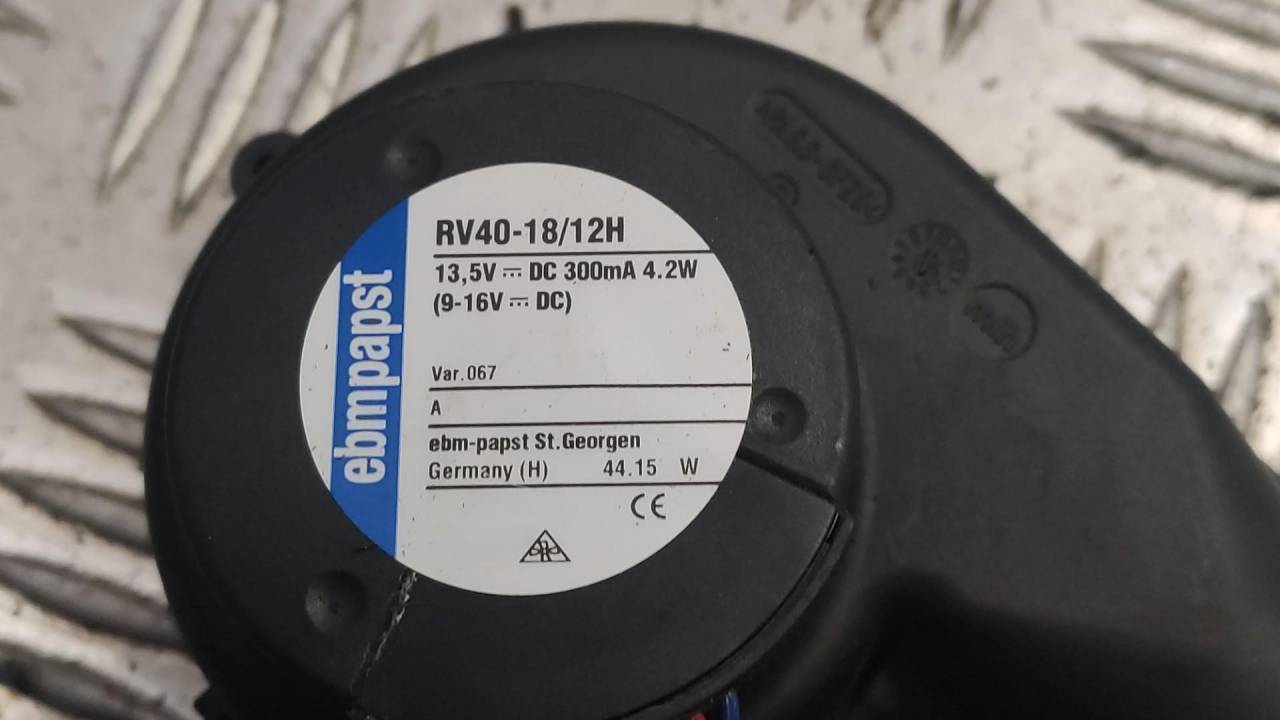 ebmpapst
RV40-18/12H
13,5V ⎓ DC 300mA 4.2W
(9-16V ⎓ DC)
Var.067
A
ebm-papst St.Georgen
Germany (H) 44.15 W
CE